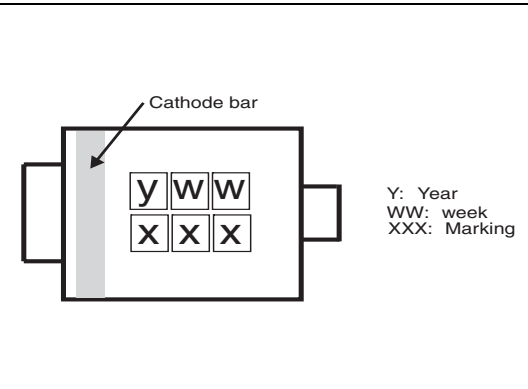 Cathode bar
y w w
x x x
Y: Year
WW: week
XXX: Marking